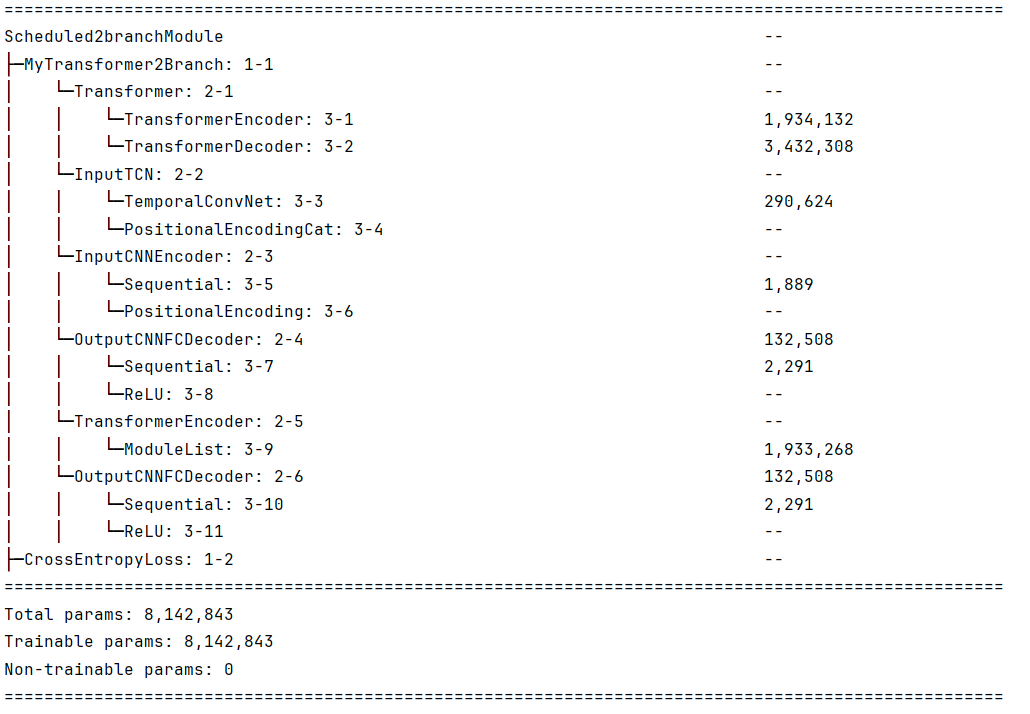 ====================================================================================================
Scheduled2branchModule                                                      --
├─MyTransformer2Branch: 1-1                                                 --
│    └─Transformer: 2-1                                                     --
│    │    └─TransformerEncoder: 3-1                                         1,934,132
│    │    └─TransformerDecoder: 3-2                                         3,432,308
│    └─InputTCN: 2-2                                                        --
│    │    └─TemporalConvNet: 3-3                                            290,624
│    │    └─PositionalEncodingCat: 3-4                                      --
│    └─InputCNNEncoder: 2-3                                                 --
│    │    └─Sequential: 3-5                                                 1,889
│    │    └─PositionalEncoding: 3-6                                         --
│    └─OutputCNNFCDecoder: 2-4                                              132,508
│    │    └─Sequential: 3-7                                                 2,291
│    │    └─ReLU: 3-8                                                       --
│    └─TransformerEncoder: 2-5                                              --
│    │    └─ModuleList: 3-9                                                 1,933,268
│    └─OutputCNNFCDecoder: 2-6                                              132,508
│    │    └─Sequential: 3-10                                                2,291
│    │    └─ReLU: 3-11                                                      --
├─CrossEntropyLoss: 1-2                                                     --
====================================================================================================
Total params: 8,142,843
Trainable params: 8,142,843
Non-trainable params: 0
====================================================================================================